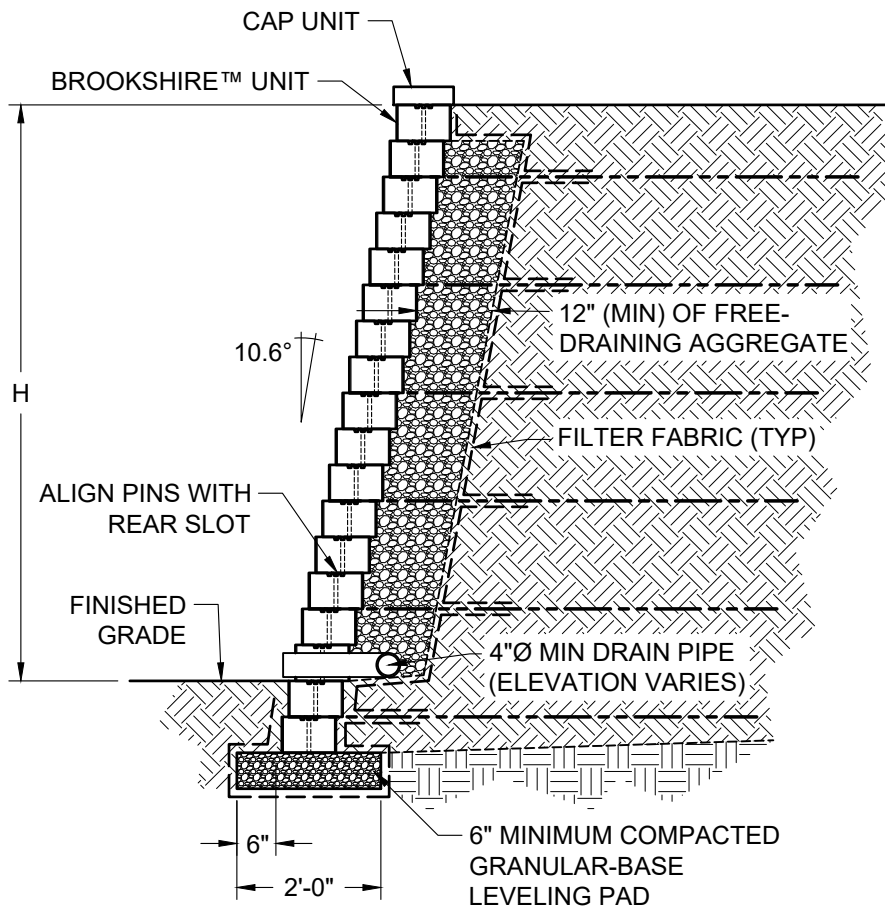 CAP UNIT
BROOKSHIRE™ UNIT
12" (MIN) OF FREE-
DRAINING AGGREGATE
10.6°
H
FILTER FABRIC (TYP)
ALIGN PINS WITH
REAR SLOT
FINISHED
GRADE
4"Ø MIN DRAIN PIPE
(ELEVATION VARIES)
6"
2'-0"
6" MINIMUM COMPACTED
GRANULAR-BASE
LEVELING PAD